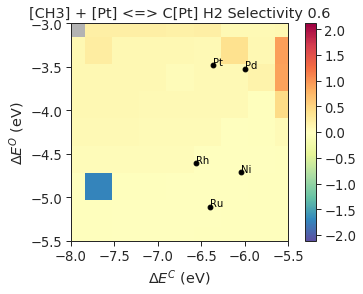 [CH3] + [Pt] <=> C[Pt] H2 Selectivity 0.6
−3.0
−3.5
−4.0
−4.5
−5.0
−5.5
ΔE^O (eV)
Pt
Pd
Rh
Ni
Ru
−8.0 −7.5 −7.0 −6.5 −6.0 −5.5
ΔE^C (eV)
2.0
1.5
1.0
0.5
0.0
−0.5
−1.0
−1.5
−2.0